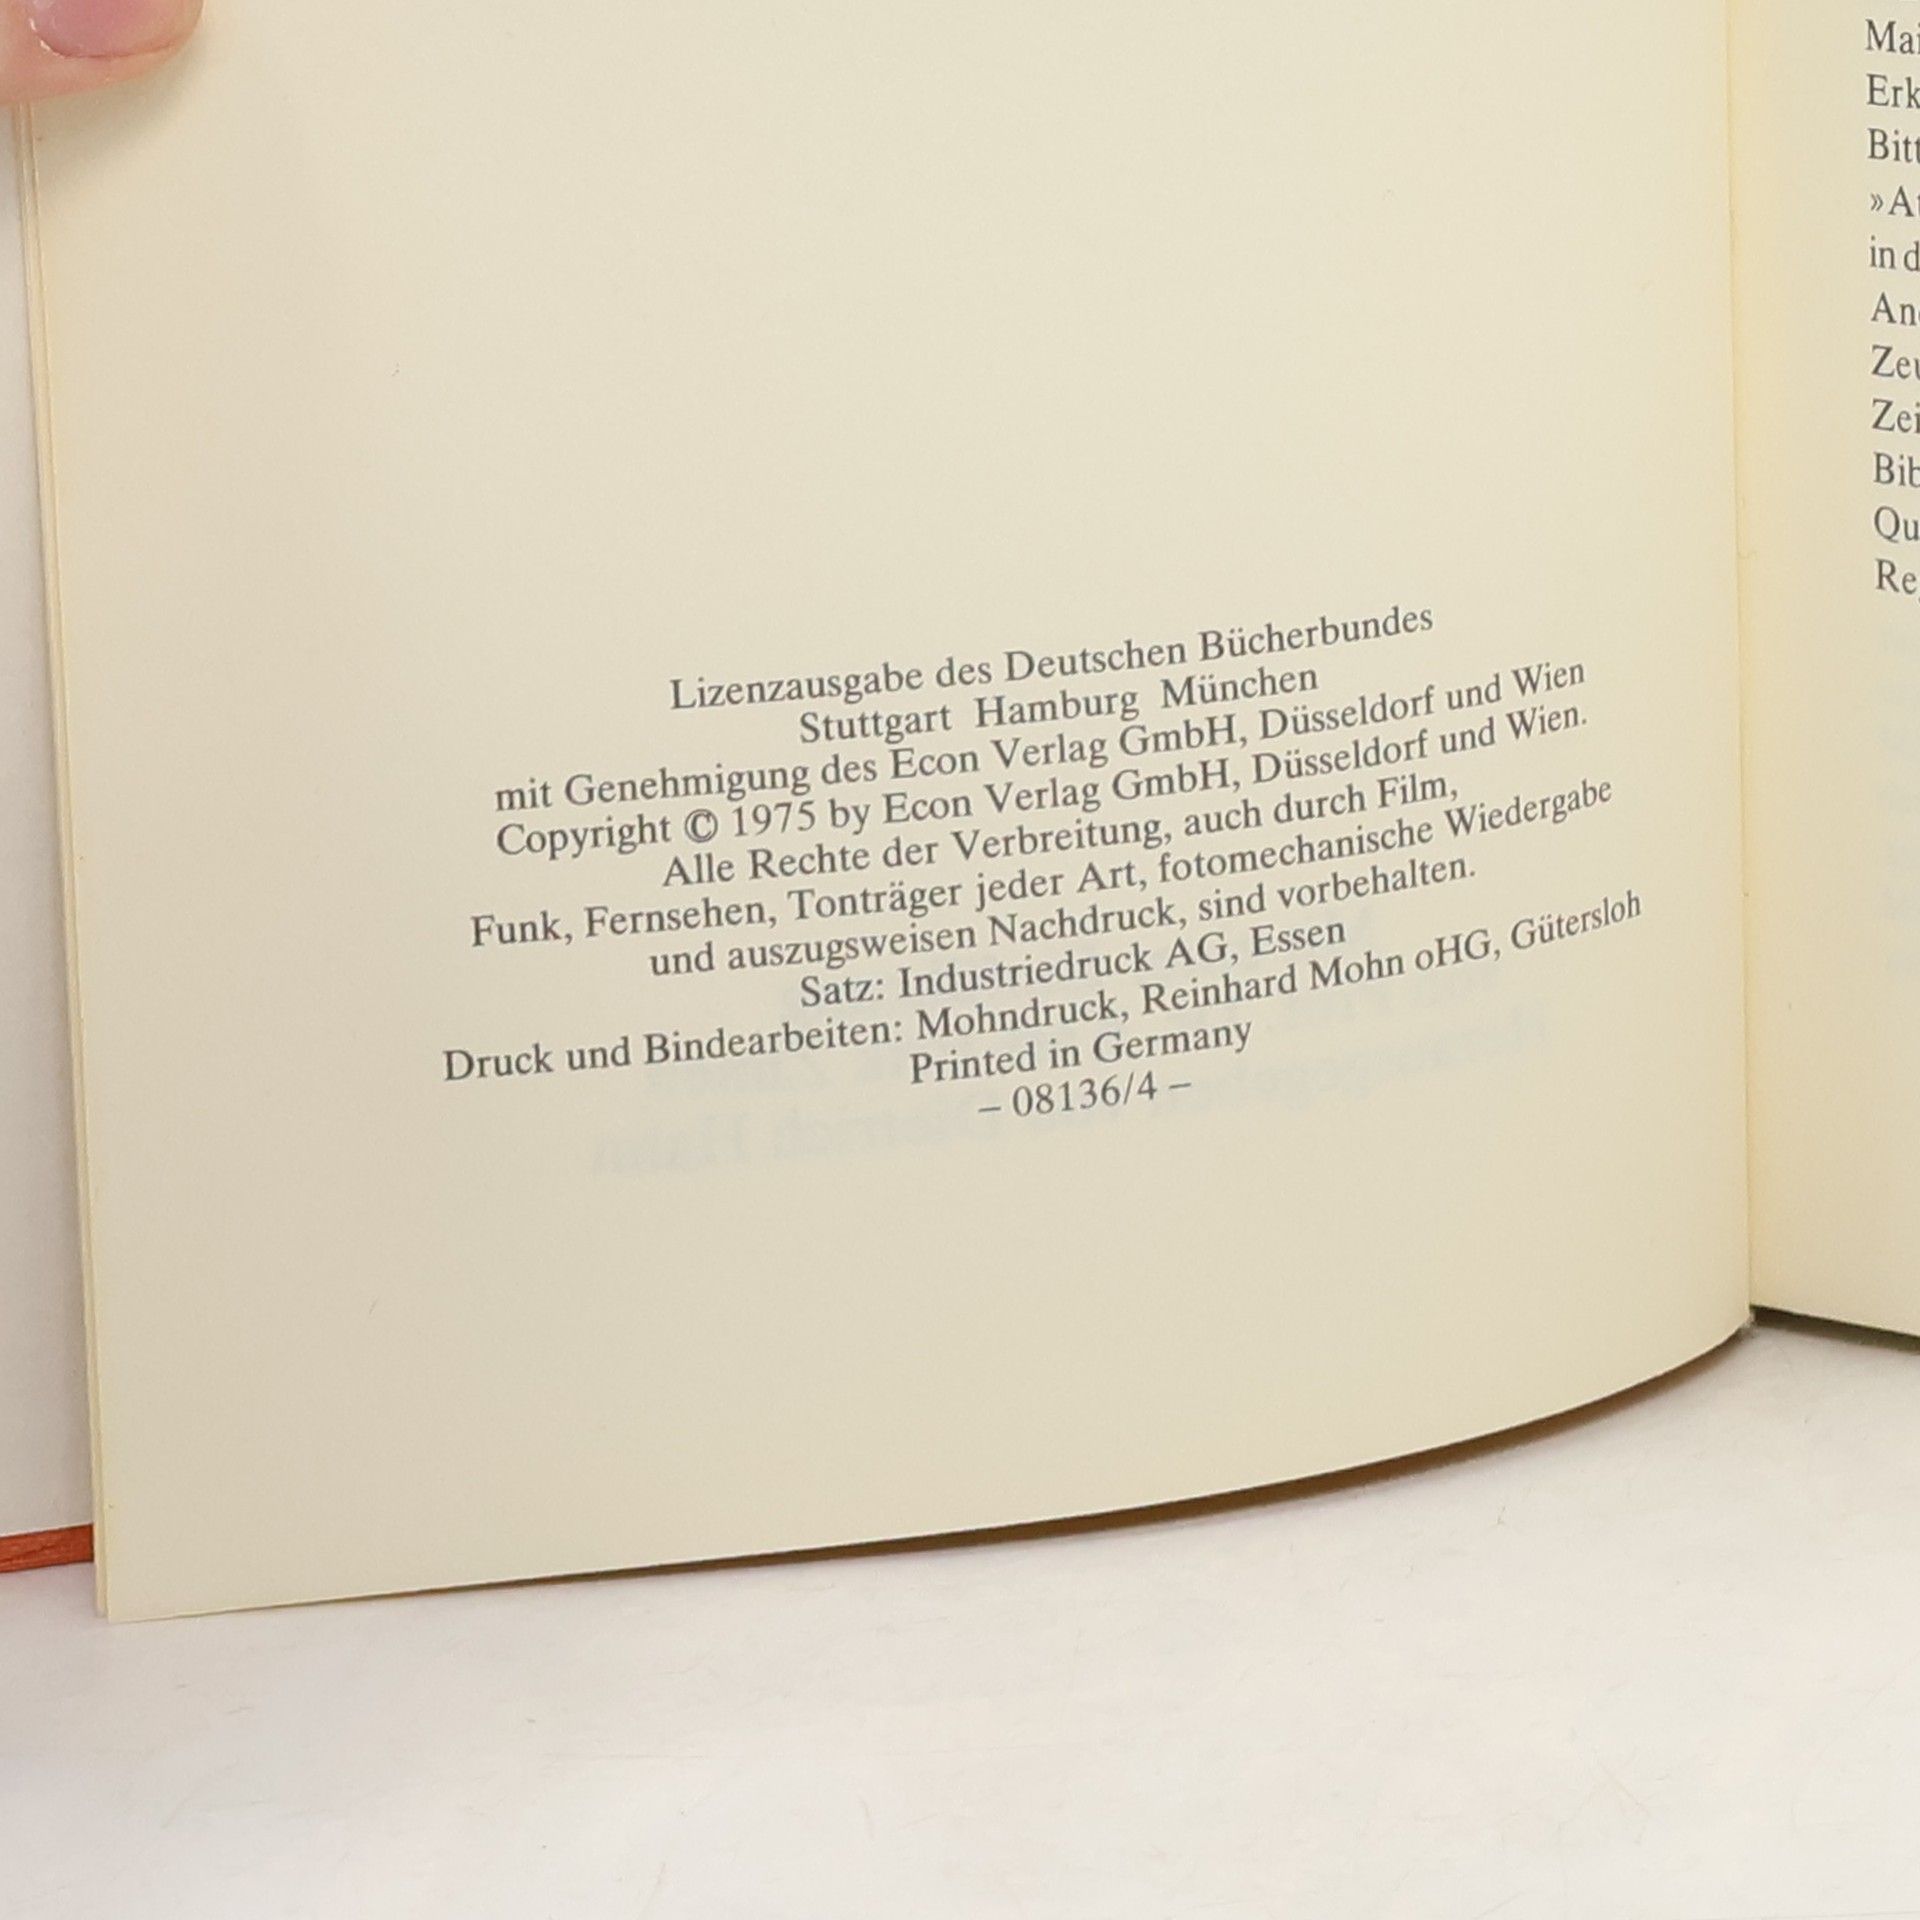 Lizenzausgabe des Deutschen Bücherbundes
Stuttgart Hamburg München
mit Genehmigung des Econ Verlag GmbH, Düsseldorf und Wien
Copyright © 1975 by Econ Verlag GmbH, Düsseldorf und Wien.
Alle Rechte der Verbreitung, auch durch Film,
Funk, Fernsehen, Tonträger jeder Art, fotomechanische Wiedergabe
und auszugsweisen Nachdruck, sind vorbehalten.
Satz: Industriedruck AG, Essen
Druck und Bindearbeiten: Mohndruck, Reinhard Mohn oHG, Gütersloh
Printed in Germany
– 08136/4 –